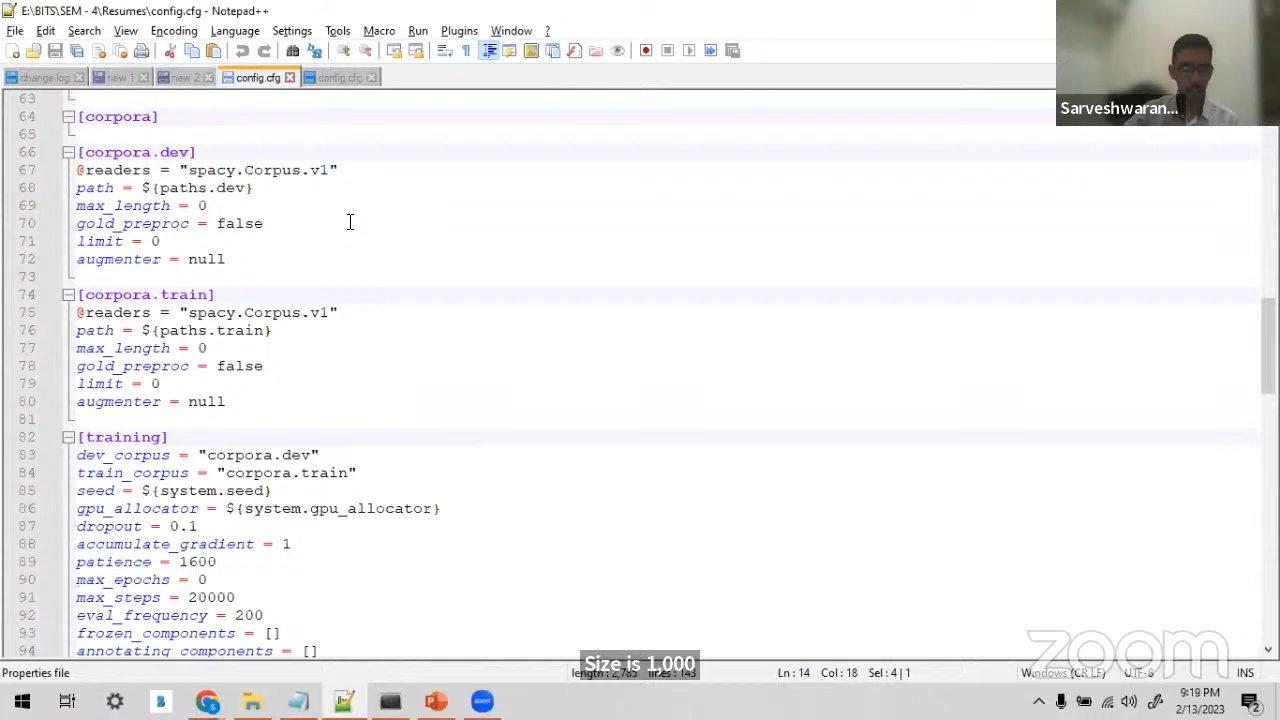 E:\BITS\SEM - 4\Resumes\config.cfg - Notepad++
File Edit Search View Encoding Language Settings Tools Macro Run Plugins Window ?
change.log new 1 new 2 config.cfg config.cfg
Sarveshwaran...
63
64 [corpora]
65
66 [corpora.dev]
67 @readers = "spacy.Corpus.v1"
68 path = ${paths.dev}
69 max_length = 0
70 gold_preproc = false
71 limit = 0
72 augmenter = null
73
74 [corpora.train]
75 @readers = "spacy.Corpus.v1"
76 path = ${paths.train}
77 max_length = 0
78 gold_preproc = false
79 limit = 0
80 augmenter = null
81
82 [training]
83 dev_corpus = "corpora.dev"
84 train_corpus = "corpora.train"
85 seed = ${system.seed}
86 gpu_allocator = ${system.gpu_allocator}
87 dropout = 0.1
88 accumulate_gradient = 1
89 patience = 1600
90 max_epochs = 0
91 max_steps = 20000
92 eval_frequency = 200
93 frozen_components = []
94 annotating_components = []
zoom
Size is 1,000
Properties file length : 2,785 lines : 143 Ln : 14 Col : 18 Sel : 4 | 1 Windows (CR LF) UTF-8 INS
9:19 PM
2/13/2023
2